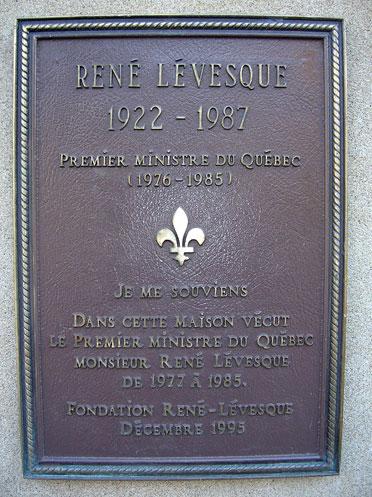 RENÉ LÉVESQUE
1922 - 1987
PREMIER MINISTRE DU QUÉBEC
(1976-1985)
JE ME SOUVIENS
DANS CETTE MAISON VÉCUT
LE PREMIER MINISTRE DU QUÉBEC
MONSIEUR RENÉ LÉVESQUE
DE 1977 À 1985.
FONDATION RENÉ-LÉVESQUE
DÉCEMBRE 1995